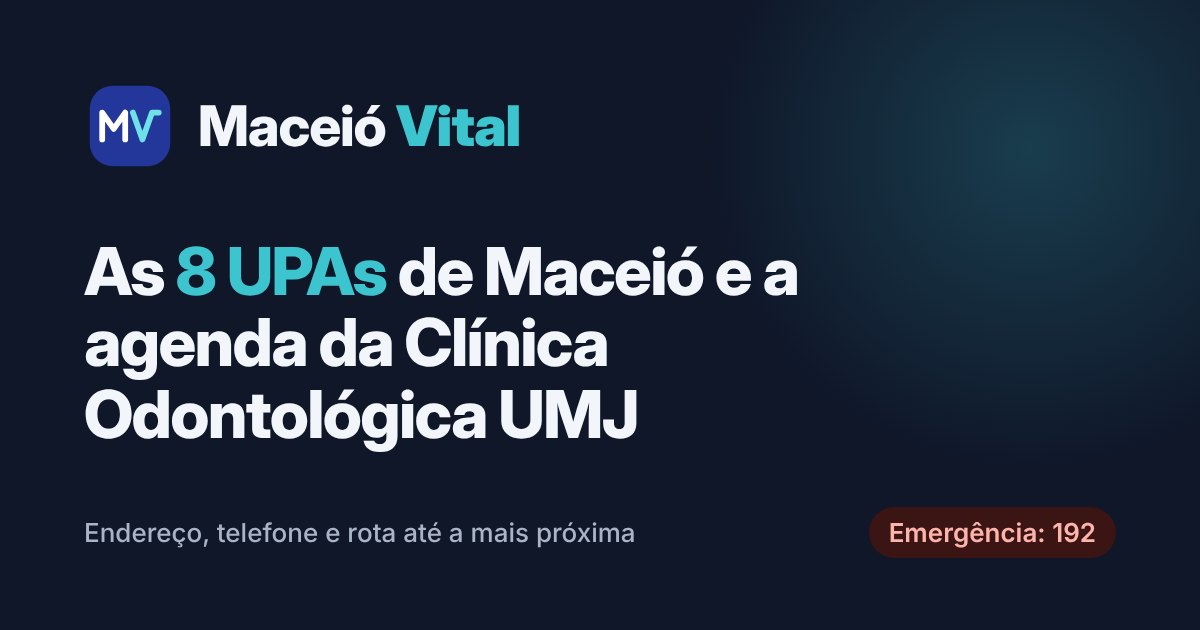 MV
Maceió Vital
As 8 UPAs de Maceió e a
agenda da Clínica
Odontológica UMJ
Endereço, telefone e rota até a mais próxima
Emergência: 192